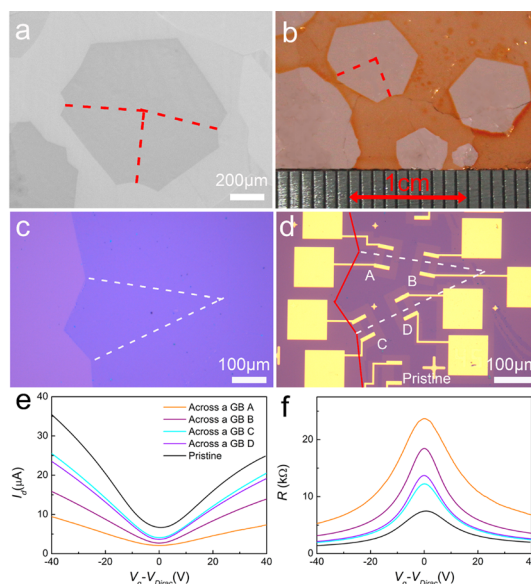 a
200μm
b
1cm
c
100μm
d
A
B
C
D
Pristine
100μm
e
Across a GB A
Across a GB B
Across a GB C
Across a GB D
Pristine
40
30
20
10
0
-40 -20 0 20 40
I_d(μA)
V_g-V_Dirac(V)
f
20
10
0
-40 -20 0 20 40
R (kΩ)
V_g-V_Dirac(V)